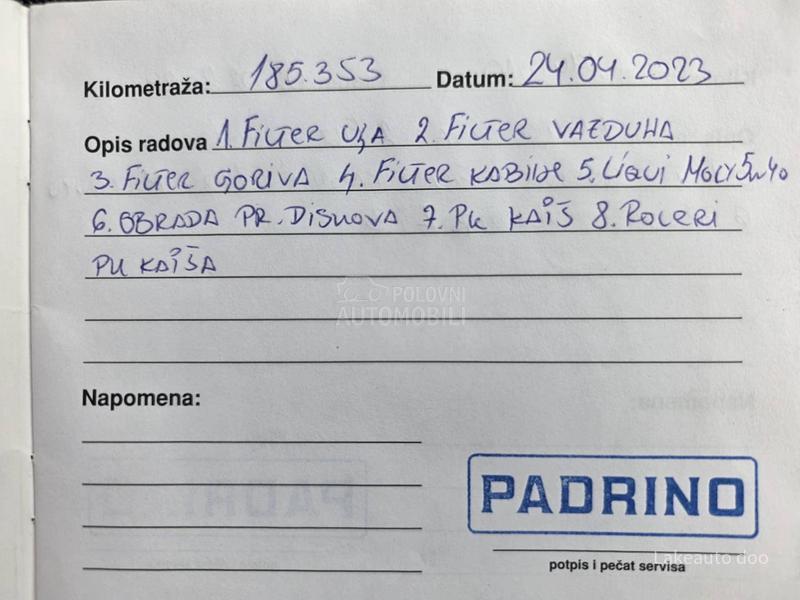 Kilometraža: 185.353 Datum: 24.04.2023
Opis radova 1. FILTER ULJA 2. FILTER VAZDUHA
3. FILTER GORIVA 4. FILTER KABINE 5. LIQUI MOLY 5w40
6. OBRADA PR. DISKOVA 7. PK KAIŠ 8. ROLERI
PK KAIŠA
POLOVNI
AUTOMOBILI
Napomena:
PADRINO
Lakeauto doo
potpis i pečat servisa